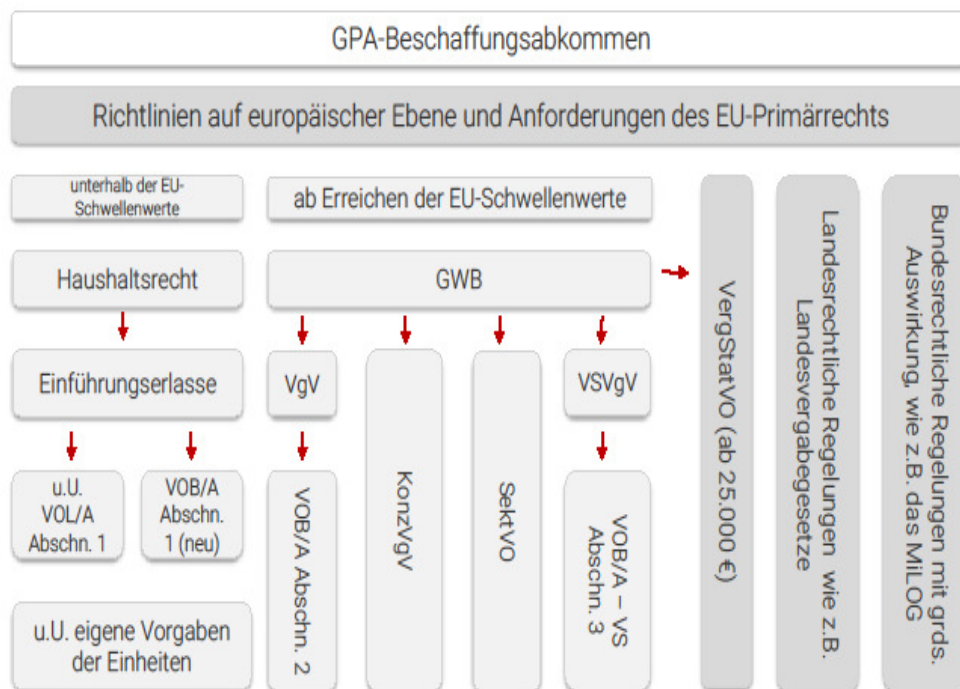 GPA-Beschaffungsabkommen
Richtlinien auf europäischer Ebene und Anforderungen des EU-Primärrechts
unterhalb der EU-
Schwellenwerte
ab Erreichen der EU-Schwellenwerte
Haushaltsrecht
GWB
Einführungserlasse
VgV
VSVgV
u.U.
VOL/A
Abschn. 1
VOB/A
Abschn.
1 (neu)
u.U. eigene Vorgaben
der Einheiten
VOB/A Abschn. 2
KonzVgV
SektVO
VOB/A – VS
Abschn. 3
VergStatVO (ab 25.000 €)
Landesrechtliche Regelungen wie z.B.
Landesvergabegesetze
Bundesrechtliche Regelungen mit grds.
Auswirkung, wie z.B. das MiLOG